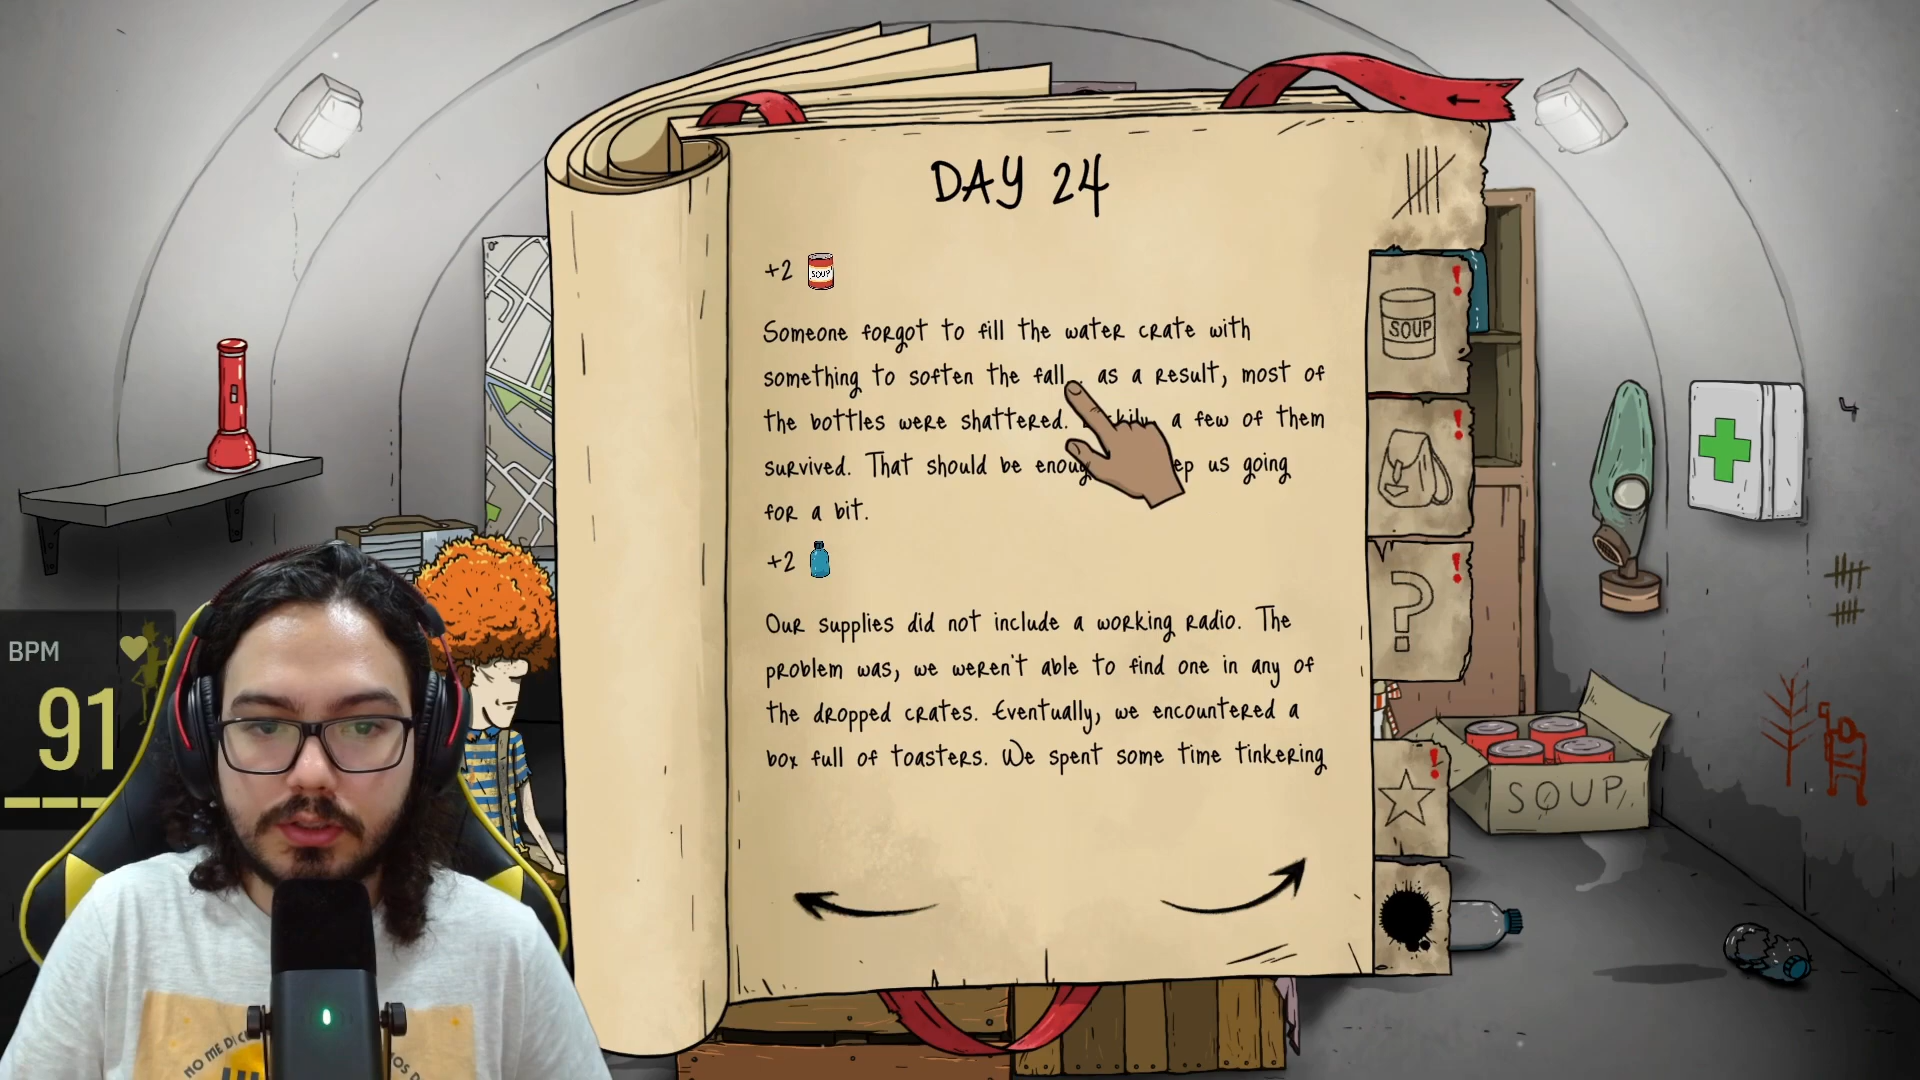 DAY 24
+2 SOUP
Someone forgot to fill the water crate with
something to soften the fall... as a result, most of
the bottles were shattered. a few of them
survived. That should be us going
for a bit.
+2
Our supplies did not include a working radio. The
problem was, we weren't able to find one in any of
the dropped crates. Eventually, we encountered a
box full of toasters. We spent some time tinkering
SOUP
SOUP
BPM
91
NO ME